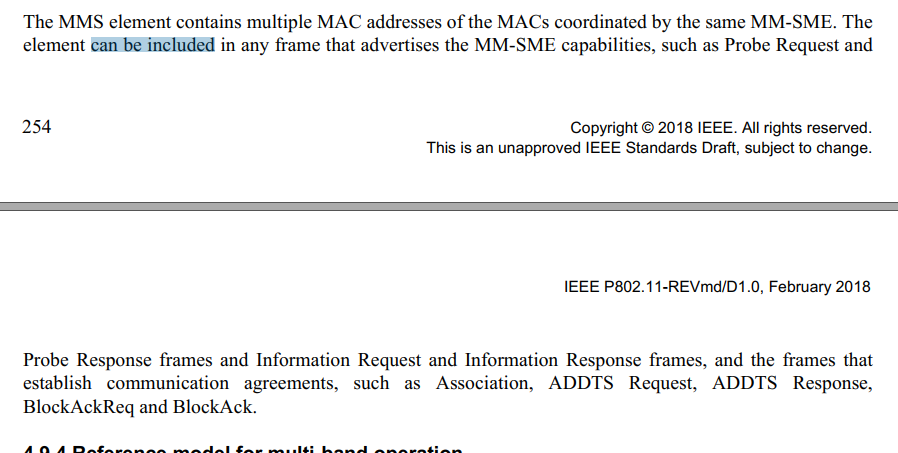 The MMS element contains multiple MAC addresses of the MACs coordinated by the same MM-SME. The
element can be included in any frame that advertises the MM-SME capabilities, such as Probe Request and
254
Copyright © 2018 IEEE. All rights reserved.
This is an unapproved IEEE Standards Draft, subject to change.
IEEE P802.11-REVmd/D1.0, February 2018
Probe Response frames and Information Request and Information Response frames, and the frames that
establish communication agreements, such as Association, ADDTS Request, ADDTS Response,
BlockAckReq and BlockAck.
4.9.4 Reference model for multi-band operation